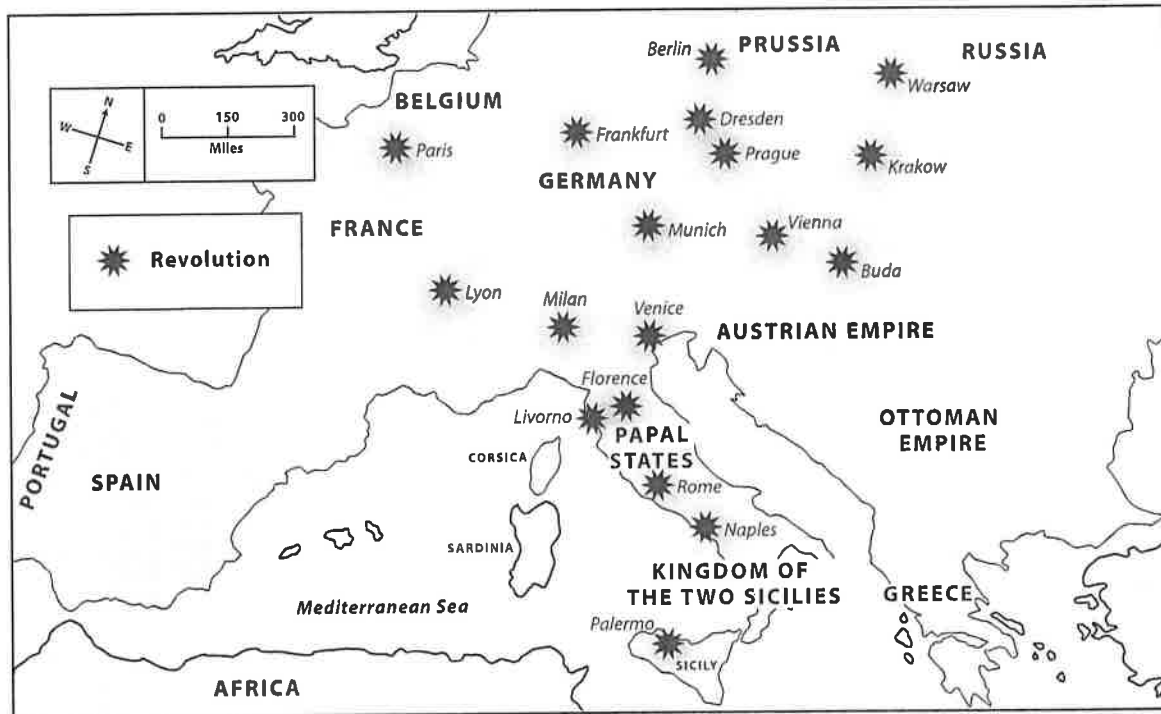 PRUSSIA
RUSSIA
Berlin
Warsaw
BELGIUM
N
W
E
S
0 150 300
Miles
Dresden
Frankfurt
Paris
Prague
Krakow
GERMANY
FRANCE
Munich
Vienna
Revolution
Buda
Lyon
Milan
Venice
AUSTRIAN EMPIRE
Florence
Livorno
OTTOMAN
EMPIRE
PORTUGAL
PAPAL
STATES
CORSICA
SPAIN
Rome
Naples
SARDINIA
KINGDOM OF
THE TWO SICILIES
GREECE
Mediterranean Sea
Palermo
SICILY
AFRICA